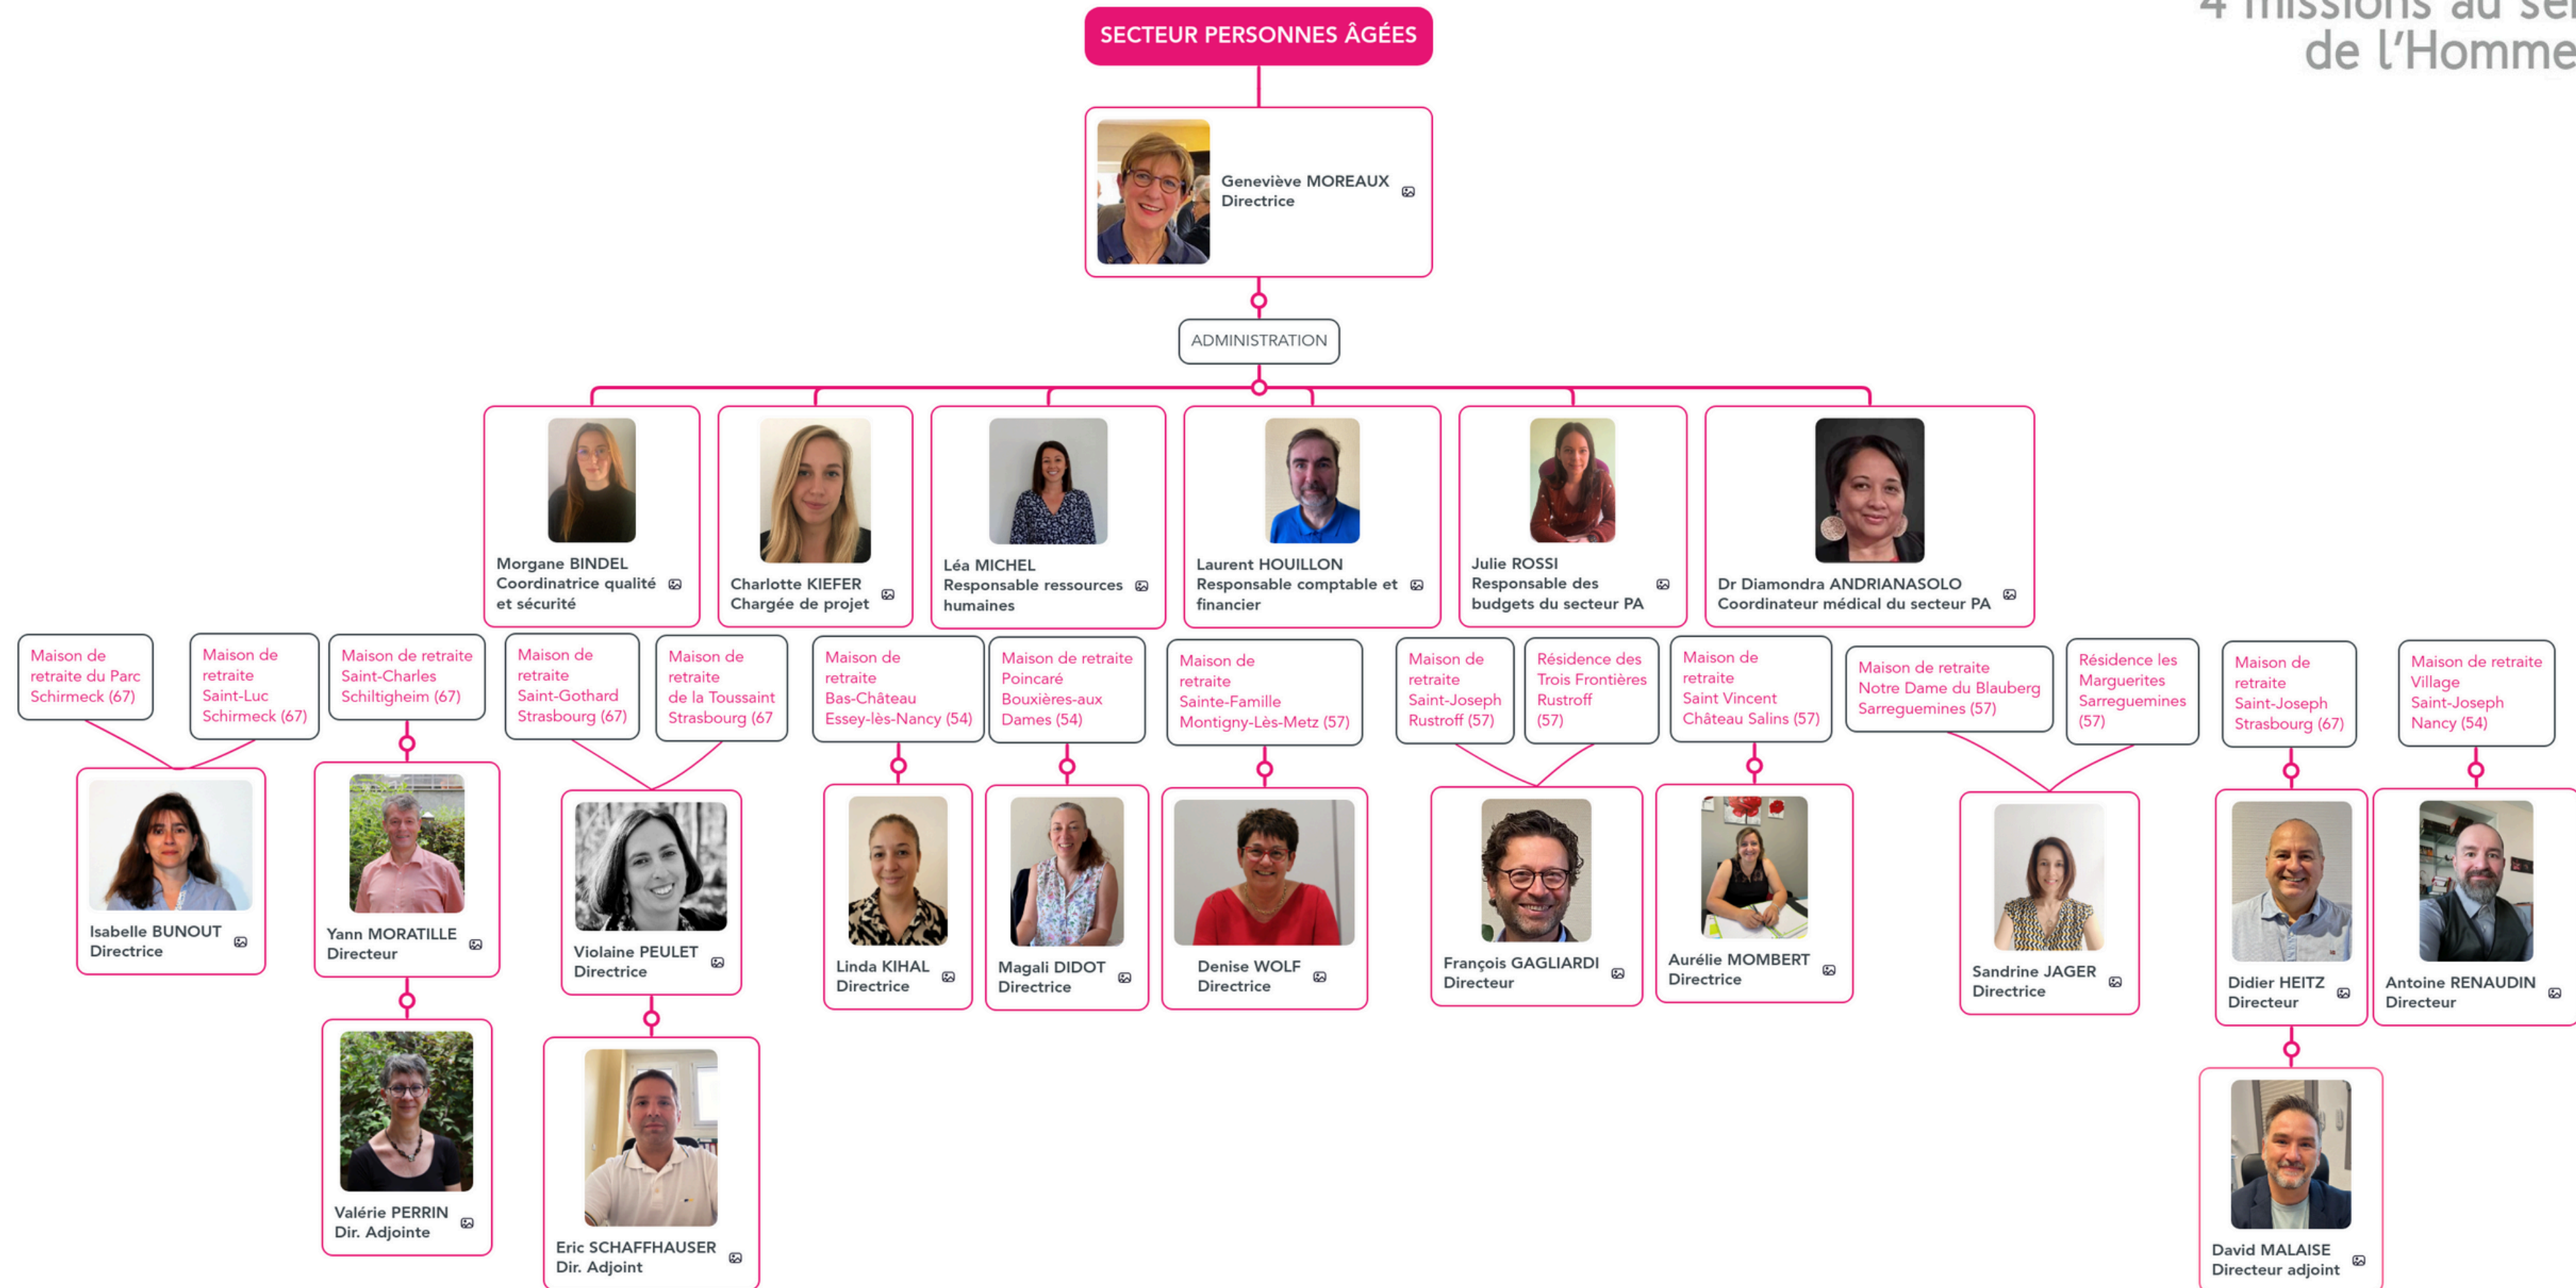 4 missions au
de l'Homme
SECTEUR PERSONNES ÂGÉES
Geneviève MOREAUX
Directrice
ADMINISTRATION
Morgane BINDEL
Coordinatrice qualité
et sécurité
Charlotte KIEFER
Chargée de projet
Léa MICHEL
Responsable ressources
humaines
Laurent HOUILLON
Responsable comptable et
financier
Julie ROSSI
Responsable des
budgets du secteur PA
Dr Diamondra ANDRIANASOLO
Coordinateur médical du secteur PA
Maison de
retraite du Parc
Schirmeck (67)
Maison de
retraite
Saint-Luc
Schirmeck (67)
Maison de retraite
Saint-Charles
Schiltigheim (67)
Maison de
retraite
Saint-Gothard
Strasbourg (67)
Maison de
retraite
de la Toussaint
Strasbourg (67
Maison de
retraite
Bas-Château
Essey-lès-Nancy (54)
Maison de retraite
Poincaré
Bouxières-aux
Dames (54)
Maison de
retraite
Sainte-Famille
Montigny-Lès-Metz (57)
Maison de
retraite
Saint-Joseph
Rustroff (57)
Résidence des
Trois Frontières
Rustroff
(57)
Maison de
retraite
Saint Vincent
Château Salins (57)
Maison de retraite
Notre Dame du Blauberg
Sarreguemines (57)
Résidence les
Marguerites
Sarreguemines
(57)
Maison de
retraite
Saint-Joseph
Strasbourg (67)
Maison de retraite
Village
Saint-Joseph
Nancy (54)
Isabelle BUNOUT
Directrice
Yann MORATILLE
Directeur
Violaine PEULET
Directrice
Linda KIHAL
Directrice
Magali DIDOT
Directrice
Denise WOLF
Directrice
François GAGLIARDI
Directeur
Aurélie MOMBERT
Directrice
Sandrine JAGER
Directrice
Didier HEITZ
Directeur
Antoine RENAUDIN
Directeur
Valérie PERRIN
Dir. Adjointe
Eric SCHAFFHAUSER
Dir. Adjoint
David MALAISE
Directeur adjoint